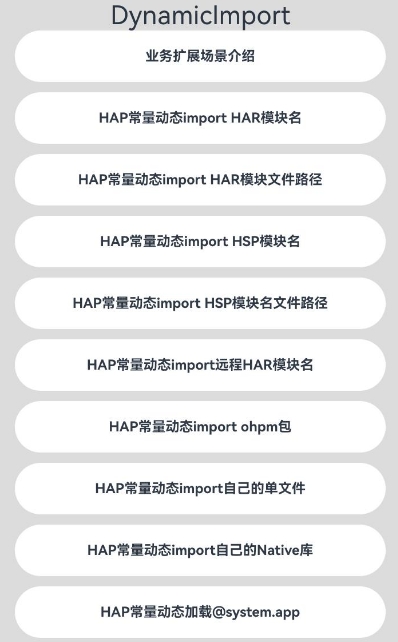 DynamicImport
业务扩展场景介绍
HAP常量动态import HAR模块名
HAP常量动态import HAR模块文件路径
HAP常量动态import HSP模块名
HAP常量动态import HSP模块名文件路径
HAP常量动态import远程HAR模块名
HAP常量动态import ohpm包
HAP常量动态import自己的单文件
HAP常量动态import自己的Native库
HAP常量动态加载@system.app